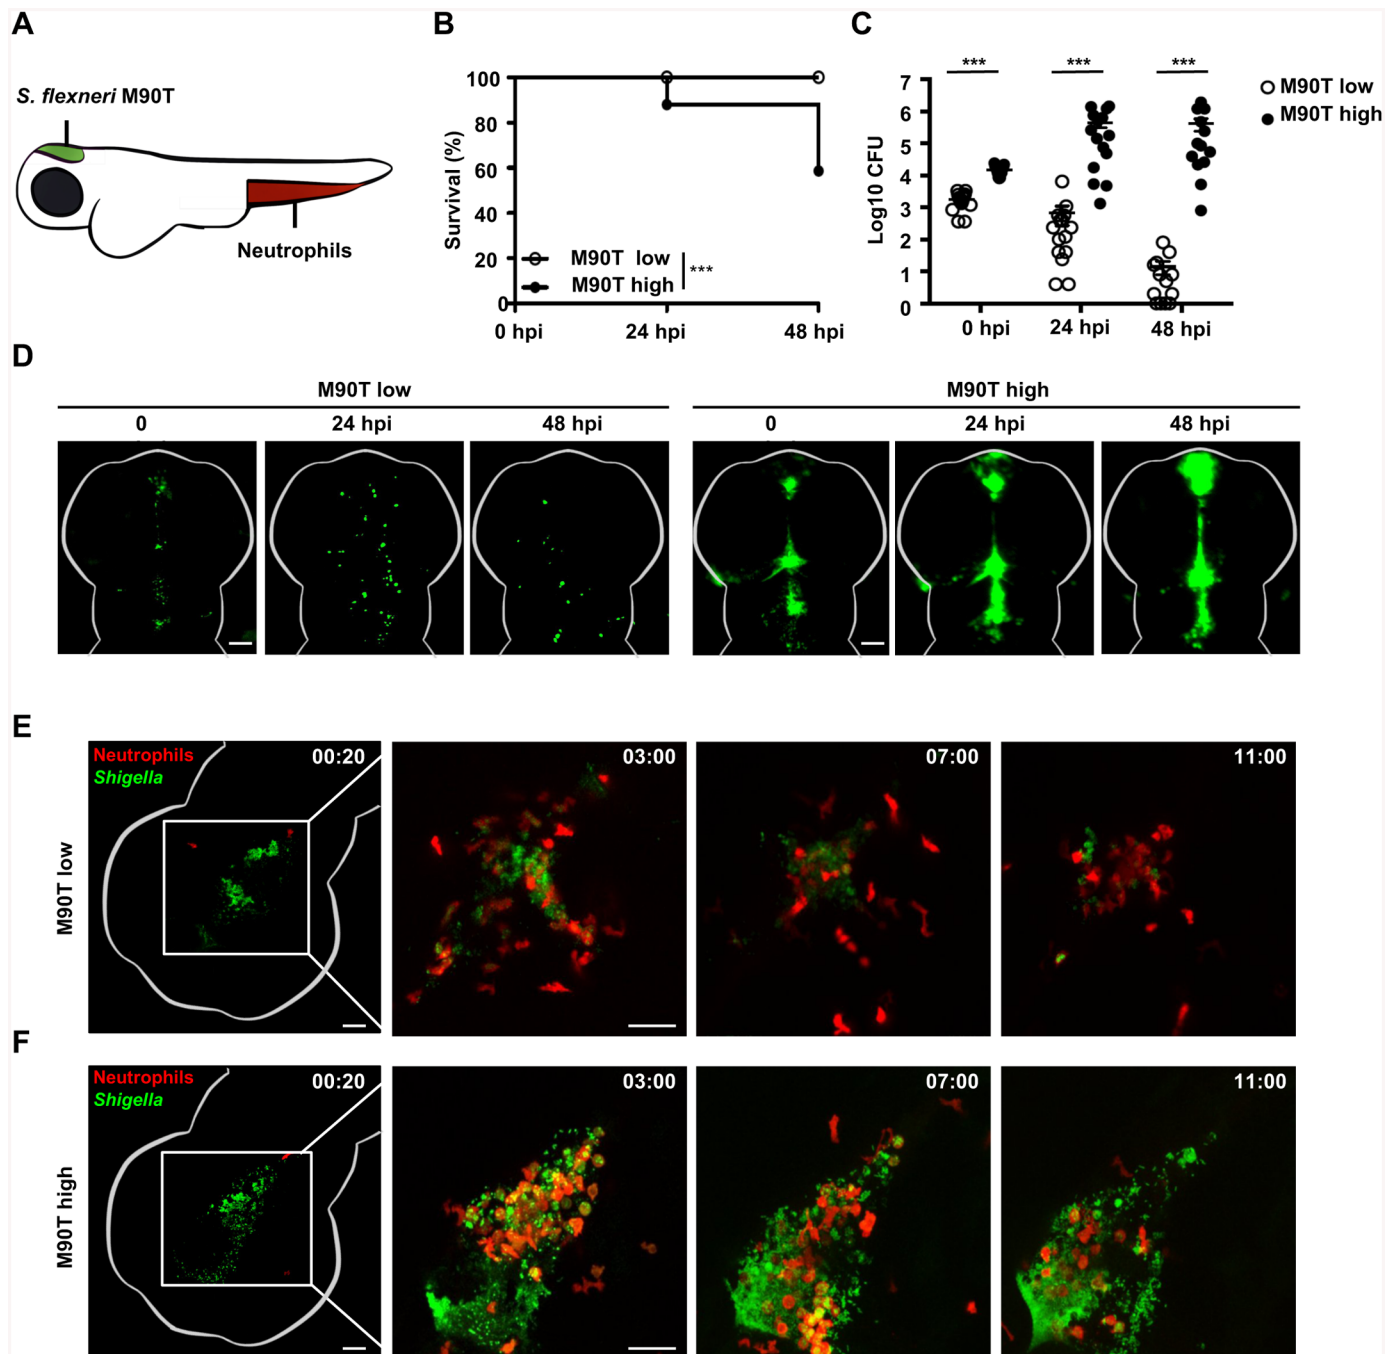 A
S. flexneri M90T
Neutrophils
B
Survival (%)
100
80
60
40
20
0
M90T low
M90T high
***
0 hpi
24 hpi
48 hpi
C
***
***
***
Log10 CFU
7
6
5
4
3
2
1
0
0 hpi
24 hpi
48 hpi
M90T low
M90T high
D
M90T low
M90T high
0
24 hpi
48 hpi
0
24 hpi
48 hpi
E
M90T low
Neutrophils
Shigella
00:20
03:00
07:00
11:00
F
M90T high
Neutrophils
Shigella
00:20
03:00
07:00
11:00